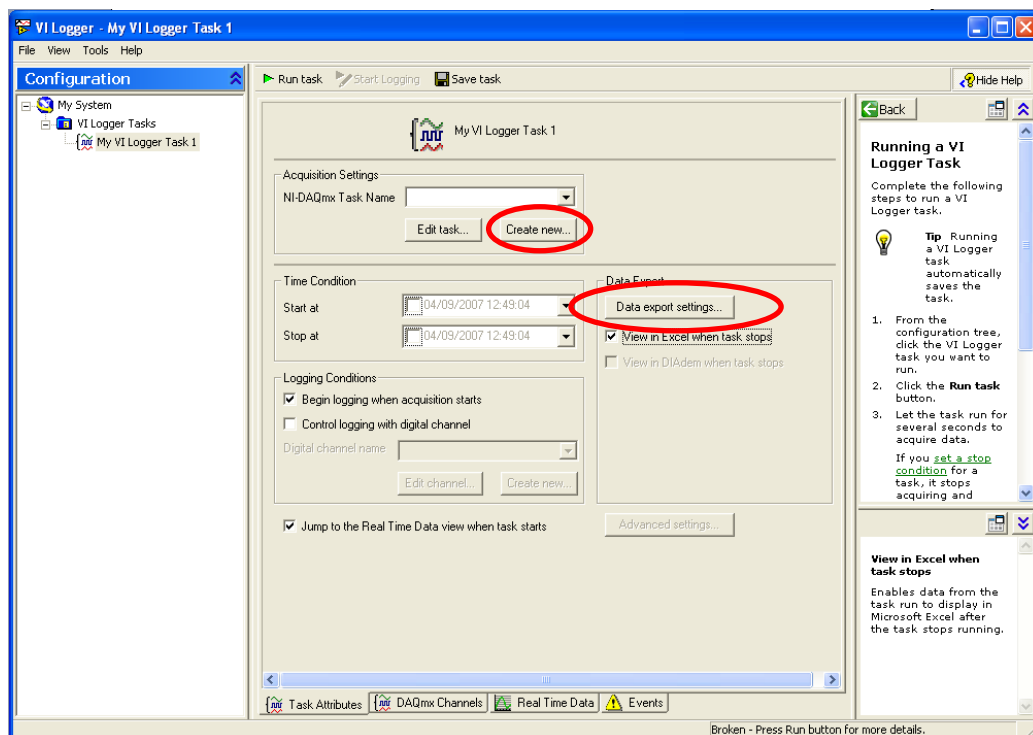 VI Logger - My VI Logger Task 1
File View Tools Help
Configuration
My System
VI Logger Tasks
My VI Logger Task 1
Run task Start Logging Save task Hide Help
My VI Logger Task 1
Acquisition Settings
NI-DAQmx Task Name
Edit task... Create new...
Time Condition
Start at 04/09/2007 12:49:04
Stop at 04/09/2007 12:49:04
Data Export
Data export settings...
View in Excel when task stops
View in DIAdem when task stops
Logging Conditions
Begin logging when acquisition starts
Control logging with digital channel
Digital channel name
Edit channel... Create new...
Jump to the Real Time Data view when task starts
Advanced settings...
Task Attributes DAQmx Channels Real Time Data Events
Back
Running a VI
Logger Task
Complete the following
steps to run a VI
Logger task.
Tip Running
a VI Logger
task
automatically
saves the
task.
1. From the
configuration tree,
click the VI Logger
task you want to
run.
2. Click the Run task
button.
3. Let the task run for
several seconds to
acquire data.
If you set a stop
condition for a
task, it stops
acquiring and
View in Excel when
task stops
Enables data from the
task run to display in
Microsoft Excel after
the task stops running.
Broken - Press Run button for more details.